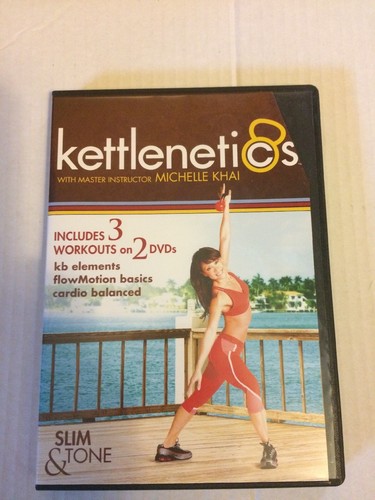 kettlenetics™
WITH MASTER INSTRUCTOR MICHELLE KHAI
INCLUDES 3
WORKOUTS on 2 DVDs
kb elements
flowMotion basics
cardio balanced
SLIM
& TONE